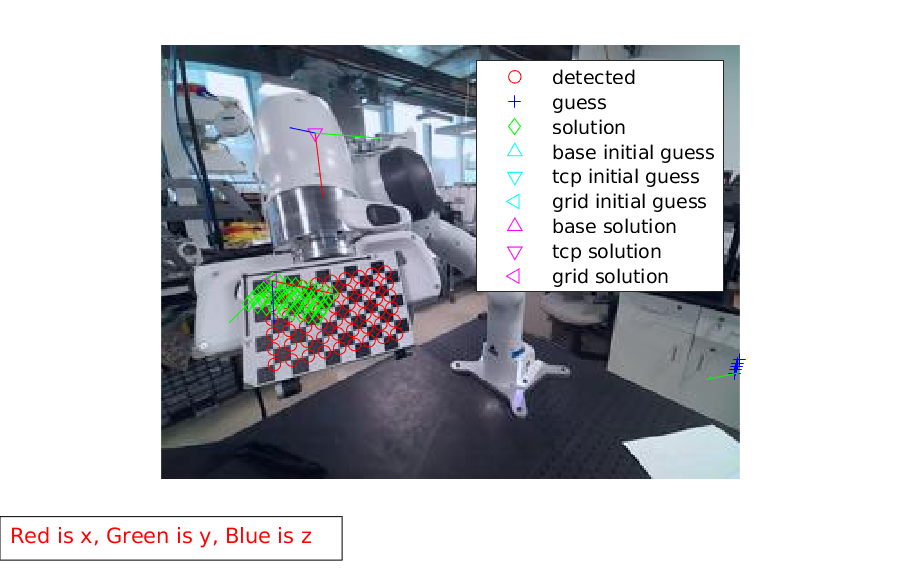 detected
guess
solution
base initial guess
tcp initial guess
grid initial guess
base solution
tcp solution
grid solution
Red is x, Green is y, Blue is z